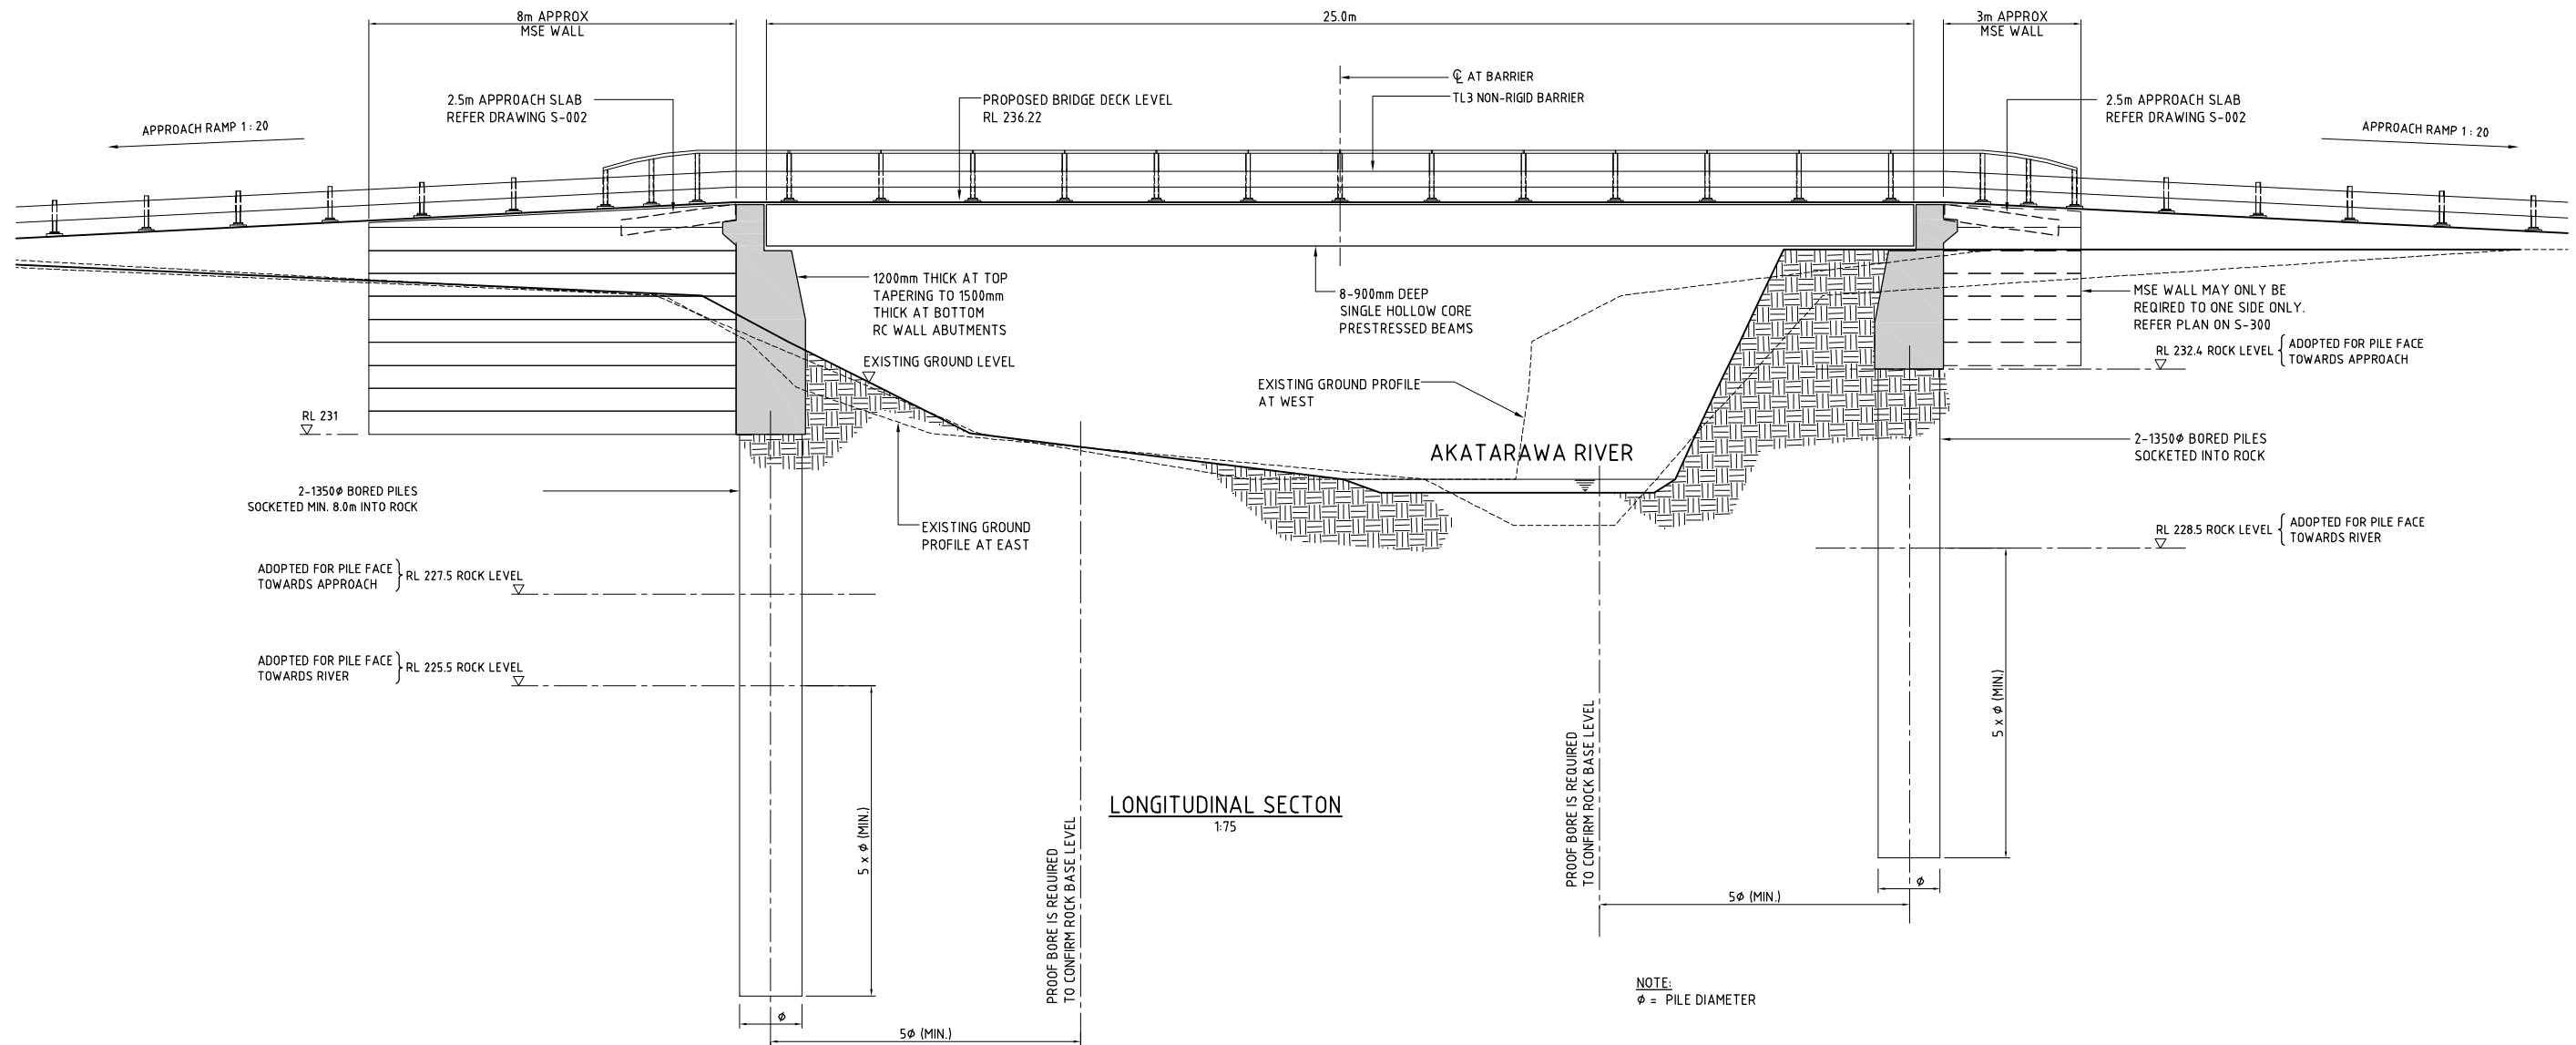 8m APPROX
MSE WALL
25.0m
3m APPROX
MSE WALL
℄ AT BARRIER
TL3 NON-RIGID BARRIER
2.5m APPROACH SLAB
REFER DRAWING S-002
PROPOSED BRIDGE DECK LEVEL
RL 236.22
2.5m APPROACH SLAB
REFER DRAWING S-002
APPROACH RAMP 1 : 20
APPROACH RAMP 1 : 20
1200mm THICK AT TOP
TAPERING TO 1500mm
THICK AT BOTTOM
RC WALL ABUTMENTS
8-900mm DEEP
SINGLE HOLLOW CORE
PRESTRESSED BEAMS
MSE WALL MAY ONLY BE
REQIRED TO ONE SIDE ONLY.
REFER PLAN ON S-300
RL 232.4 ROCK LEVEL
ADOPTED FOR PILE FACE
TOWARDS APPROACH
EXISTING GROUND LEVEL
EXISTING GROUND PROFILE
AT WEST
RL 231
AKATARAWA RIVER
2-1350Ø BORED PILES
SOCKETED INTO ROCK
2-1350Ø BORED PILES
SOCKETED MIN. 8.0m INTO ROCK
EXISTING GROUND
PROFILE AT EAST
RL 228.5 ROCK LEVEL
ADOPTED FOR PILE FACE
TOWARDS RIVER
ADOPTED FOR PILE FACE
TOWARDS APPROACH
RL 227.5 ROCK LEVEL
ADOPTED FOR PILE FACE
TOWARDS RIVER
RL 225.5 ROCK LEVEL
5 x Ø (MIN.)
5 x Ø (MIN.)
PROOF BORE IS REQUIRED
TO CONFIRM ROCK BASE LEVEL
PROOF BORE IS REQUIRED
TO CONFIRM ROCK BASE LEVEL
LONGITUDINAL SECTON
1:75
Ø
5Ø (MIN.)
Ø
5Ø (MIN.)
NOTE:
Ø = PILE DIAMETER